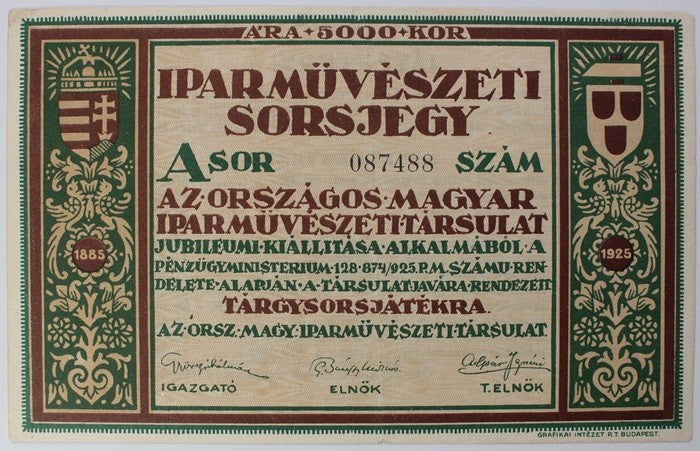 ÁRA • 5000 • KOR
IPARMŰVÉSZETI
SORSJEGY
A SOR 087488 SZÁM
AZ • ORSZÁGOS • MAGYAR
IPARMŰVÉSZETI • TÁRSULAT
JUBILEUMI • KIÁLLITÁSA • ALKALMÁBÓL • A
PÉNZÜGYMINISTERIUM • 128 • 874/925. P.M. SZÁMU • REN-
DELETE • ALAPJÁN • A • TÁRSULAT JAVÁRA • RENDEZETT
TÁRGYSORSJÁTÉKRA.
AZ • ORSZ • MAGY • IPARMŰVÉSZETI • TÁRSULAT
1885
1925
IGAZGATÓ ELNÖK T. ELNÖK
GRAFIKAI INTÉZET R.T. BUDAPEST.